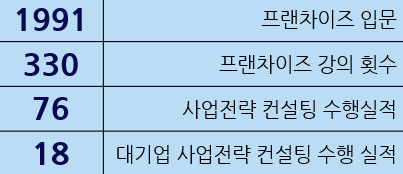 1991 프랜차이즈 입문
330 프랜차이즈 강의 횟수
76 사업전략 컨설팅 수행실적
18 대기업 사업전략 컨설팅 수행 실적